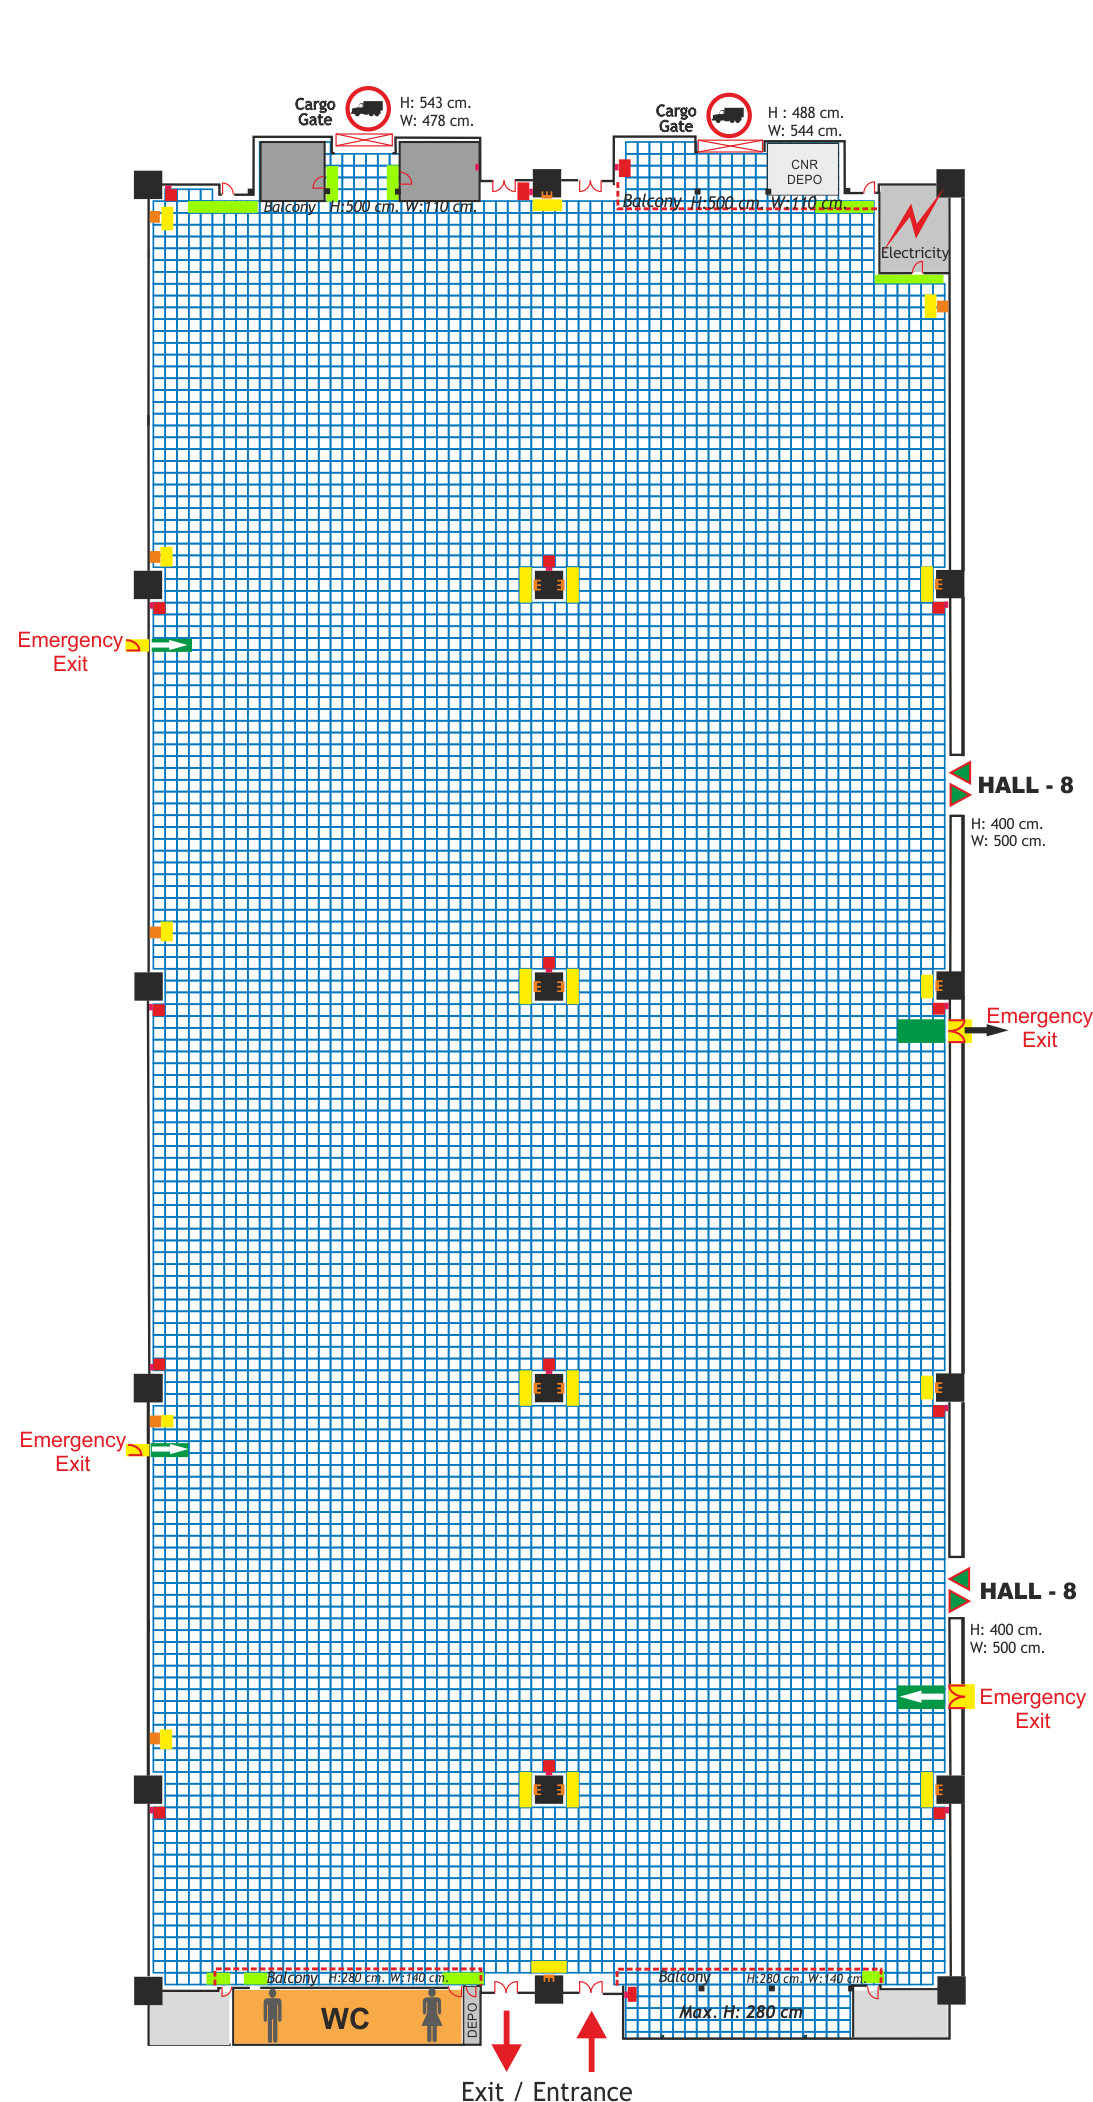 Cargo
Gate
H: 543 cm.
W: 478 cm.
Cargo
Gate
H : 488 cm.
W: 544 cm.
CNR
DEPO
Balcony H:500 cm. W:110 cm.
Balcony H:500 cm. W:110 cm.
E
Electricity
E E
E
Emergency
Exit
HALL - 8
H: 400 cm.
W: 500 cm.
E E
E
Emergency
Exit
E E
E
Emergency
Exit
HALL - 8
H: 400 cm.
W: 500 cm.
Emergency
Exit
E E
E
E
Balcony H:280 cm. W:140 cm.
Balcony H:280 cm. W:140 cm.
WC
DEPO
Max. H: 280 cm
Exit / Entrance